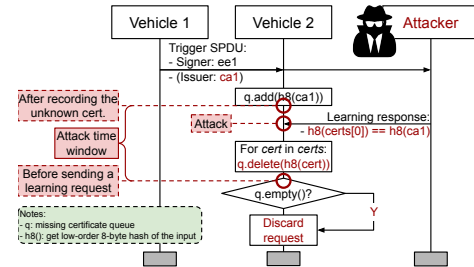 Vehicle 1
Vehicle 2
Attacker
Trigger SPDU:
- Signer: ee1
- (Issuer: ca1)
After recording the
unknown cert.
q.add(h8(ca1))
Attack
Learning response:
- h8(certs[0]) == h8(ca1)
Attack time
window
For cert in certs:
q.delete(h8(cert))
Before sending a
learning request
q.empty()?
Y
Discard
request
Notes:
- q: missing certificate queue
- h8(): get low-order 8-byte hash of the input